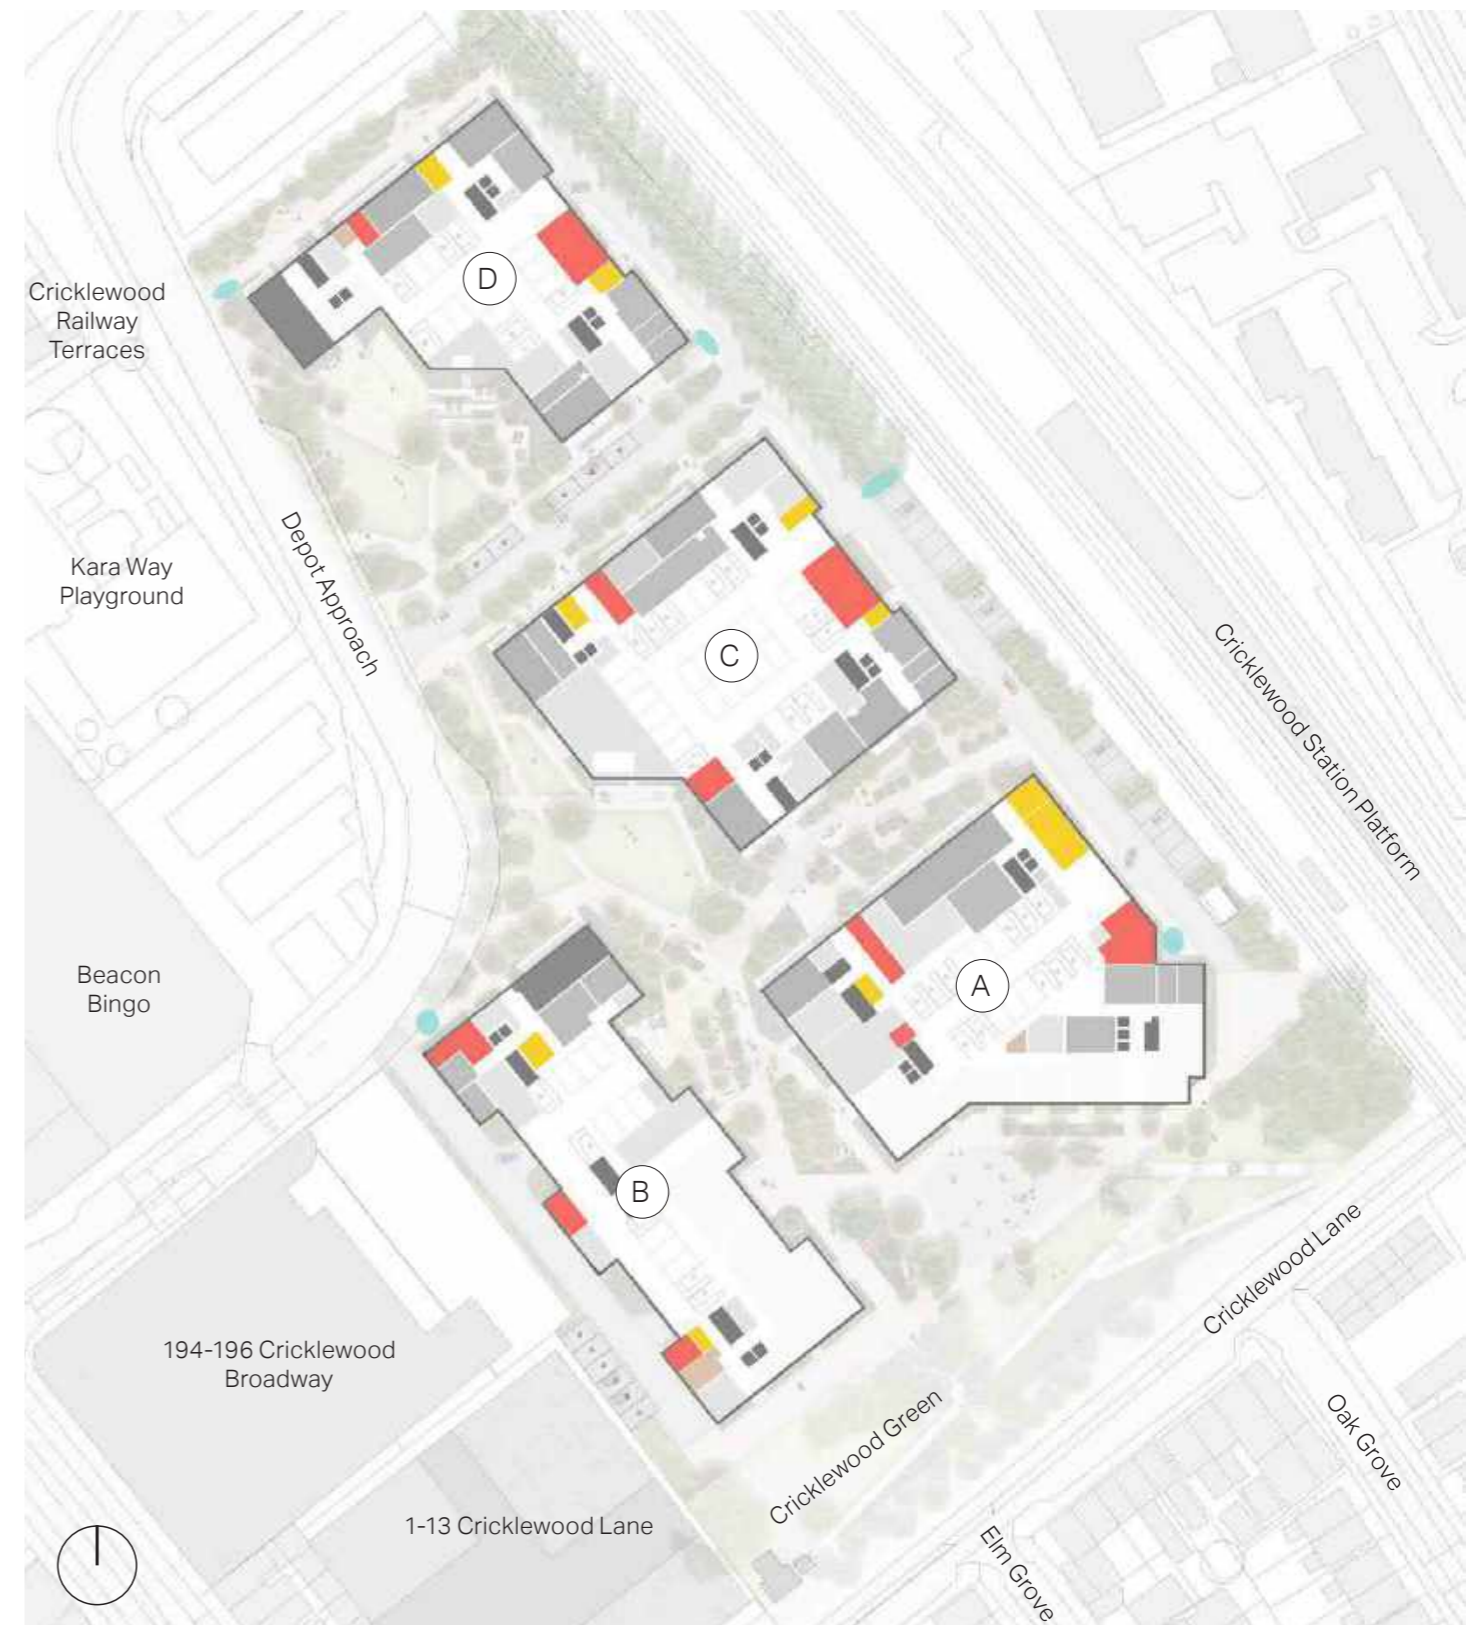 D
Cricklewood
Railway
Terraces
Depot Approach
Kara Way
Playground
C
Cricklewood Station Platform
Beacon
Bingo
A
B
Cricklewood Lane
194-196 Cricklewood
Broadway
Cricklewood Green
Oak Grove
1-13 Cricklewood Lane
Elm Grove